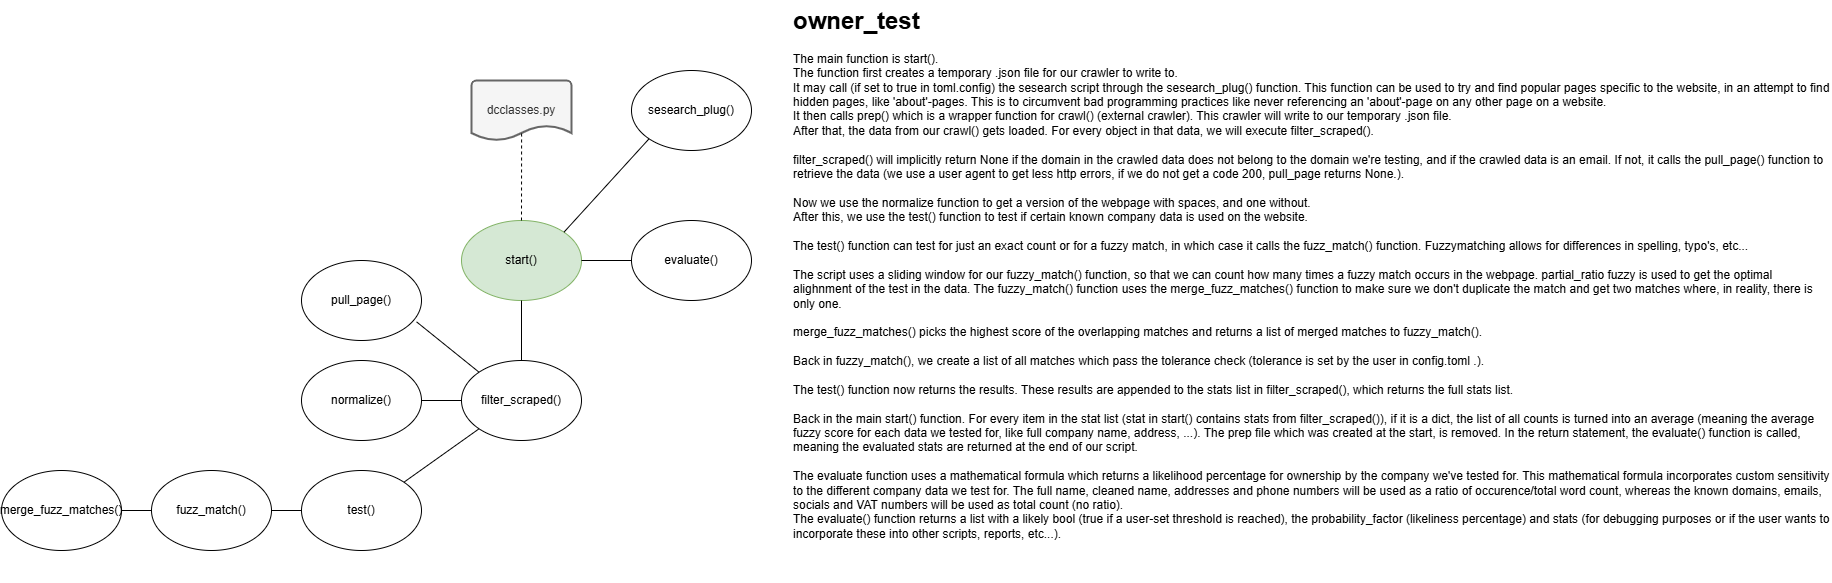 owner_test
dcclasses.py
sesearch_plug()
start()
evaluate()
pull_page()
normalize()
filter_scraped()
merge_fuzz_matches()
fuzz_match()
test()
The main function is start().
The function first creates a temporary .json file for our crawler to write to.
It may call (if set to true in toml.config) the sesearch script through the sesearch_plug() function. This function can be used to try and find popular pages specific to the website, in an attempt to find
hidden pages, like 'about'-pages. This is to circumvent bad programming practices like never referencing an 'about'-page on any other page on a website.
It then calls prep() which is a wrapper function for crawl() (external crawler). This crawler will write to our temporary .json file.
After that, the data from our crawl() gets loaded. For every object in that data, we will execute filter_scraped().
filter_scraped() will implicitly return None if the domain in the crawled data does not belong to the domain we're testing, and if the crawled data is an email. If not, it calls the pull_page() function to
retrieve the data (we use a user agent to get less http errors, if we do not get a code 200, pull_page returns None.).
Now we use the normalize function to get a version of the webpage with spaces, and one without.
After this, we use the test() function to test if certain known company data is used on the website.
The test() function can test for just an exact count or for a fuzzy match, in which case it calls the fuzz_match() function. Fuzzymatching allows for differences in spelling, typo's, etc...
The script uses a sliding window for our fuzzy_match() function, so that we can count how many times a fuzzy match occurs in the webpage. partial_ratio fuzzy is used to get the optimal
alighnment of the test in the data. The fuzzy_match() function uses the merge_fuzz_matches() function to make sure we don't duplicate the match and get two matches where, in reality, there is
only one.
merge_fuzz_matches() picks the highest score of the overlapping matches and returns a list of merged matches to fuzzy_match().
Back in fuzzy_match(), we create a list of all matches which pass the tolerance check (tolerance is set by the user in config.toml .).
The test() function now returns the results. These results are appended to the stats list in filter_scraped(), which returns the full stats list.
Back in the main start() function. For every item in the stat list (stat in start() contains stats from filter_scraped()), if it is a dict, the list of all counts is turned into an average (meaning the average
fuzzy score for each data we tested for, like full company name, address, ...). The prep file which was created at the start, is removed. In the return statement, the evaluate() function is called,
meaning the evaluated stats are returned at the end of our script.
The evaluate function uses a mathematical formula which returns a likelihood percentage for ownership by the company we've tested for. This mathematical formula incorporates custom sensitivity
to the different company data we test for. The full name, cleaned name, addresses and phone numbers will be used as a ratio of occurence/total word count, whereas the known domains, emails,
socials and VAT numbers will be used as total count (no ratio).
The evaluate() function returns a list with a likely bool (true if a user-set threshold is reached), the probability_factor (likeliness percentage) and stats (for debugging purposes or if the user wants to
incorporate these into other scripts, reports, etc...).